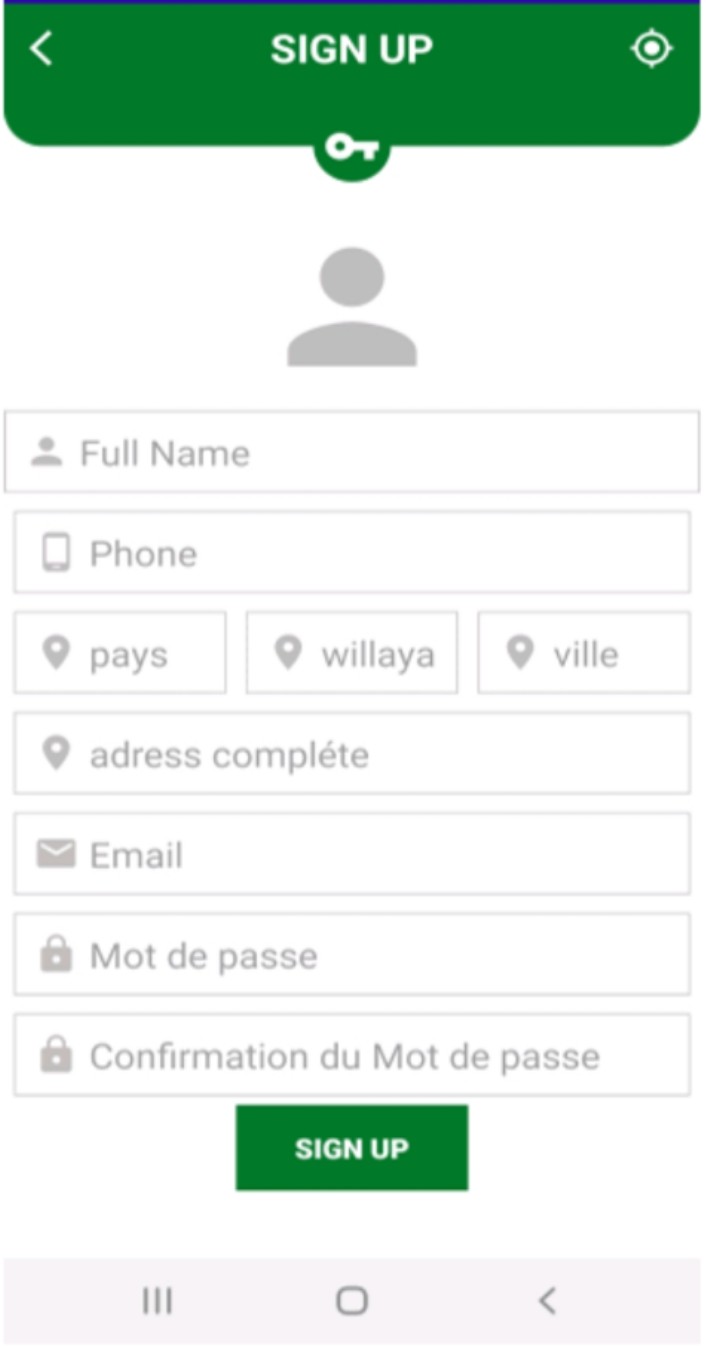 SIGN UP
Full Name
Phone
pays willaya ville
adress compléte
Email
Mot de passe
Confirmation du Mot de passe
SIGN UP